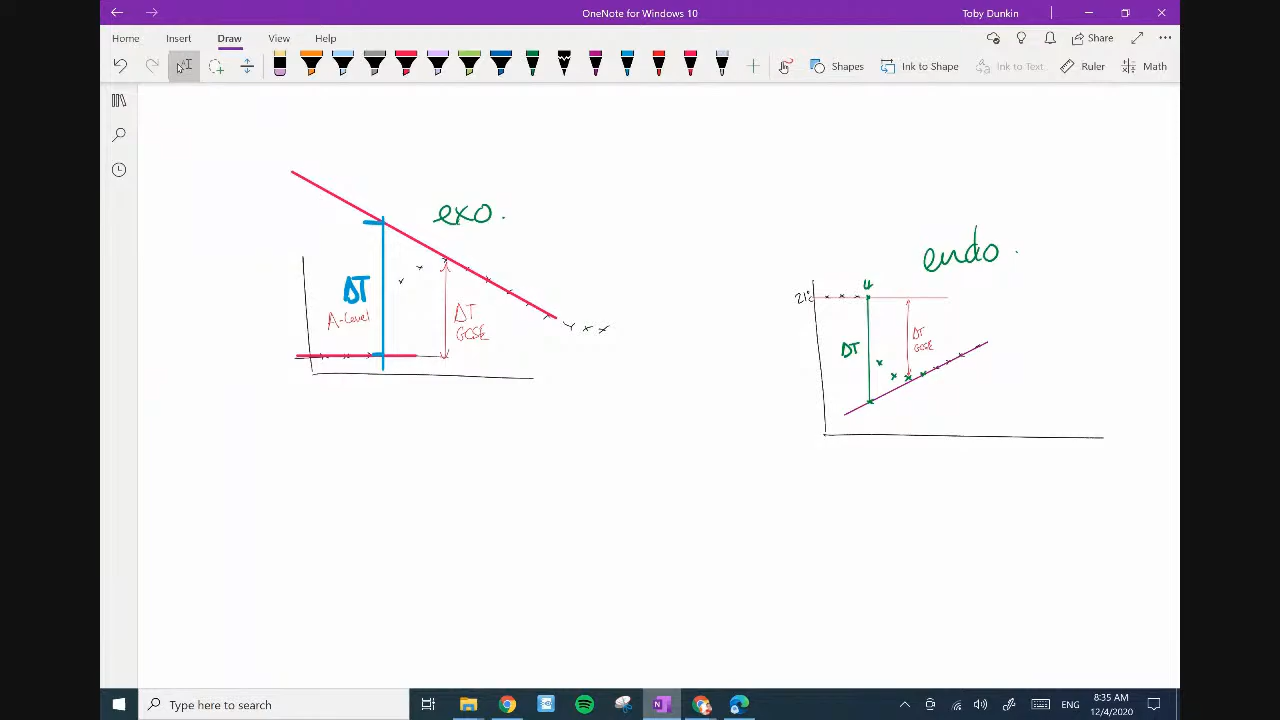 OneNote for Windows 10
Toby Dunkin
Home Insert Draw View Help
Share
Shapes
Ink to Shape
Ink to Text
Ruler
Math
exo.
ΔT
A-Level
ΔT
GCSE
endo.
21°C
4
ΔT
ΔT
GCSE
Type here to search
ENG
8:35 AM
12/4/2020